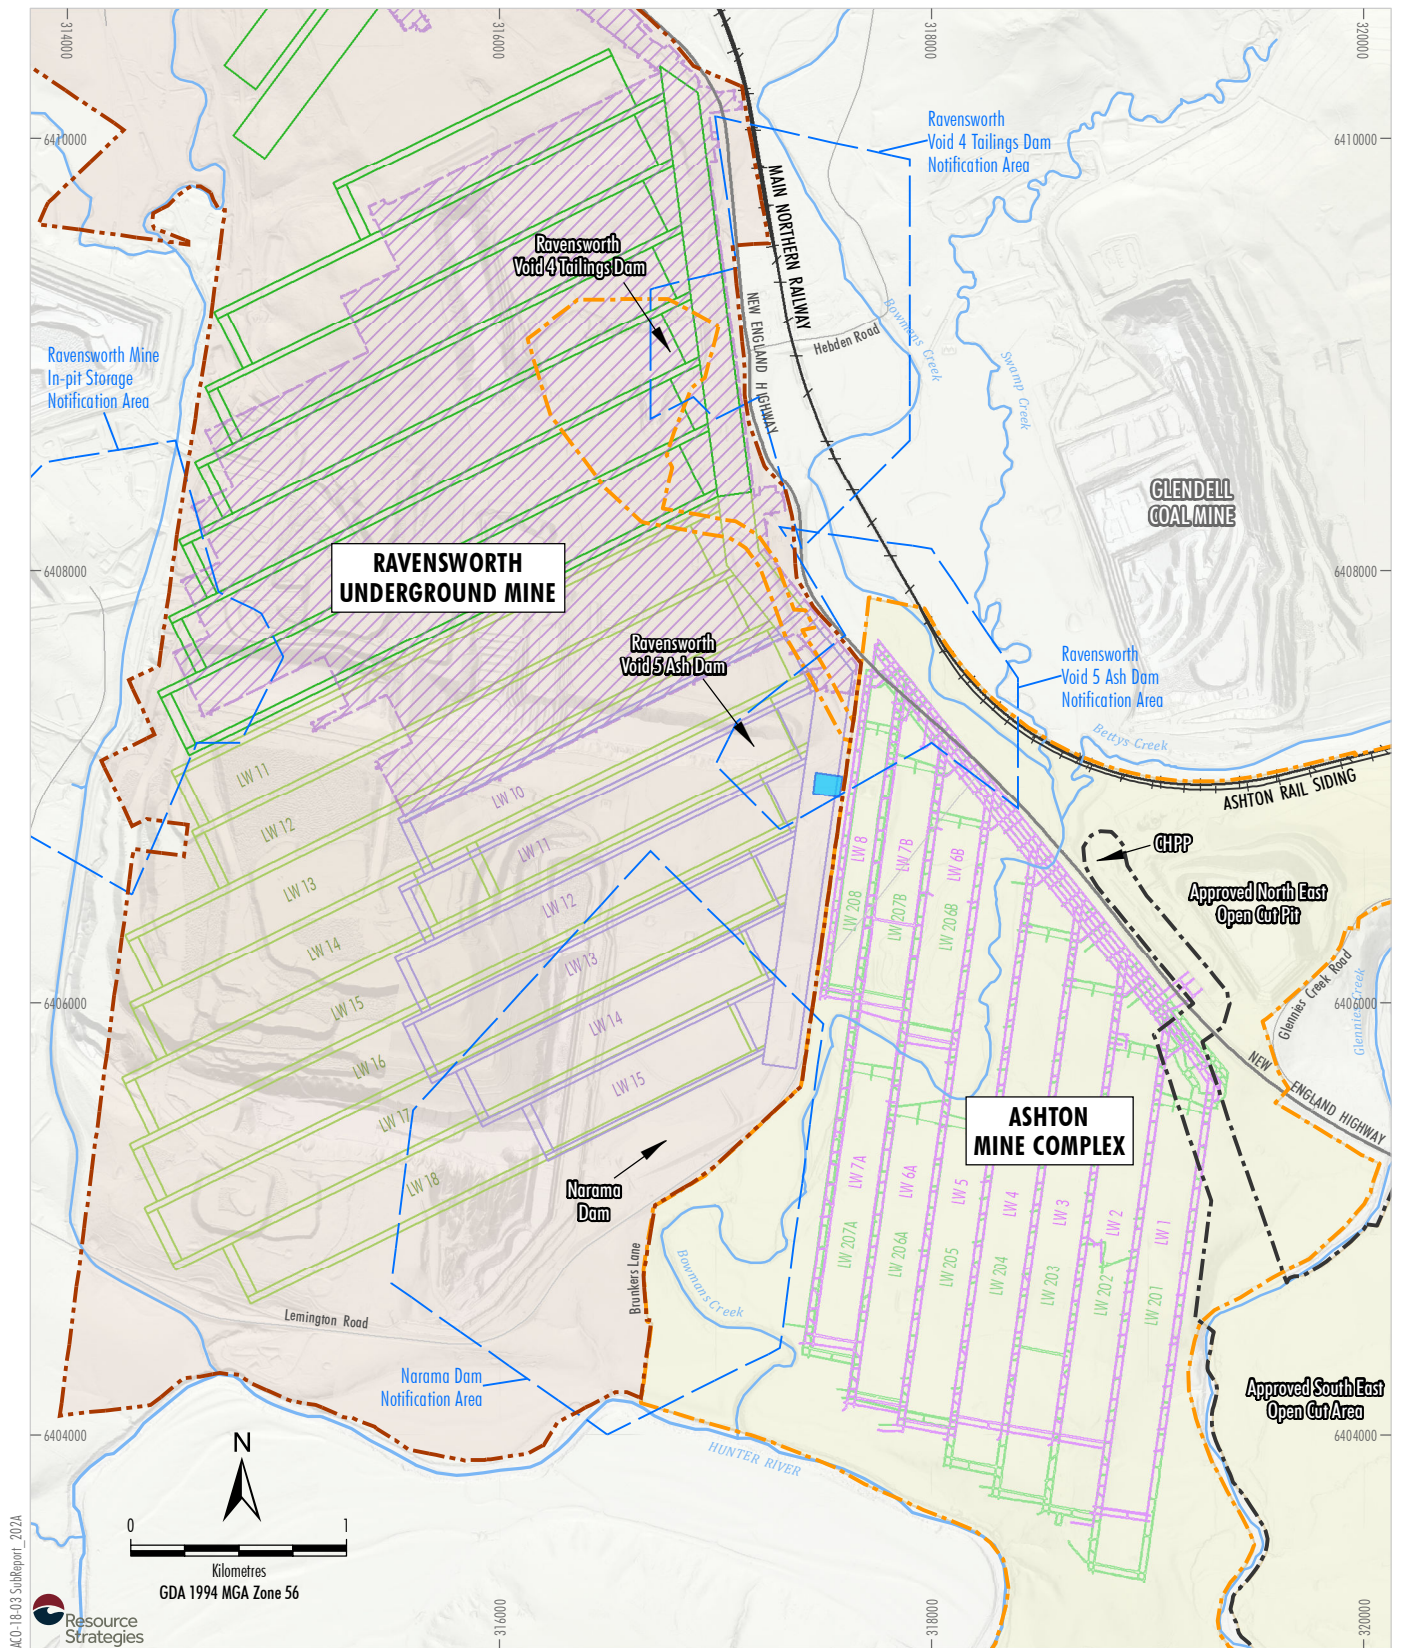 314000
316000
318000
320000
6410000
6410000
Ravensworth
Void 4 Tailings Dam
Notification Area
MAIN NORTHERN RAILWAY
Ravensworth
Void 4 Tailings Dam
NEW ENGLAND HIGHWAY
Hebden Road
Bowmans Creek
Swamp Creek
Ravensworth Mine
In-pit Storage
Notification Area
GLENDELL
COAL MINE
RAVENSWORTH
UNDERGROUND MINE
6408000
6408000
Ravensworth
Void 5 Ash Dam
Ravensworth
Void 5 Ash Dam
Notification Area
Bettys Creek
ASHTON RAIL SIDING
LW 11
LW 12
LW 13
LW 14
LW 15
LW 16
LW 17
LW 18
LW 10
LW 11
LW 12
LW 13
LW 14
LW 15
LW 8
LW 7B
LW 6B
LW 208
LW 207B
LW 206B
CHPP
Approved North East
Open Cut Pit
Glennies Creek Road
Glennies Creek
6406000
6406000
NEW ENGLAND HIGHWAY
ASHTON
MINE COMPLEX
LW 7A
LW 6A
LW 5
LW 4
LW 3
LW 2
LW 1
LW 207A
LW 206A
LW 205
LW 204
LW 203
LW 202
LW 201
Narama
Dam
Brunkers Lane
Bowmans Creek
Lemington Road
Narama Dam
Notification Area
Approved South East
Open Cut Area
6404000
6404000
HUNTER RIVER
N
0
1
Kilometres
GDA 1994 MGA Zone 56
ACO-18-03 SubReport_202A
Resource
Strategies
316000
318000
320000